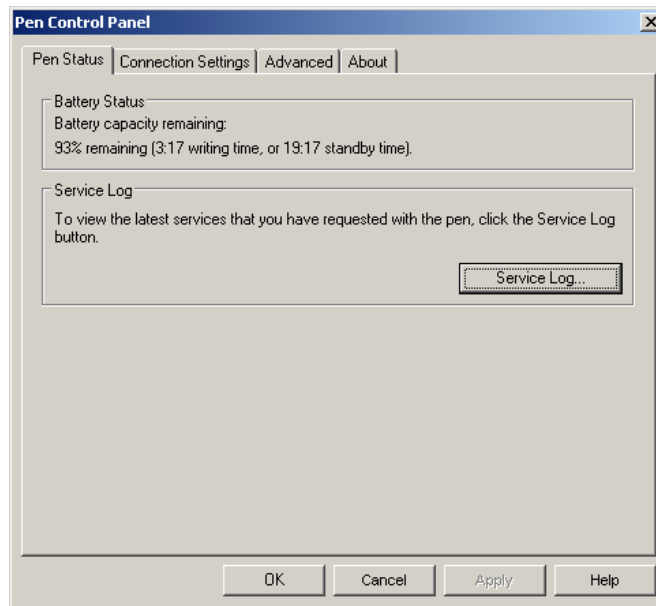 Pen Control Panel
Pen Status Connection Settings Advanced About
Battery Status
Battery capacity remaining:
93% remaining (3:17 writing time, or 19:17 standby time).
Service Log
To view the latest services that you have requested with the pen, click the Service Log
button.
Service Log...
OK Cancel Apply Help